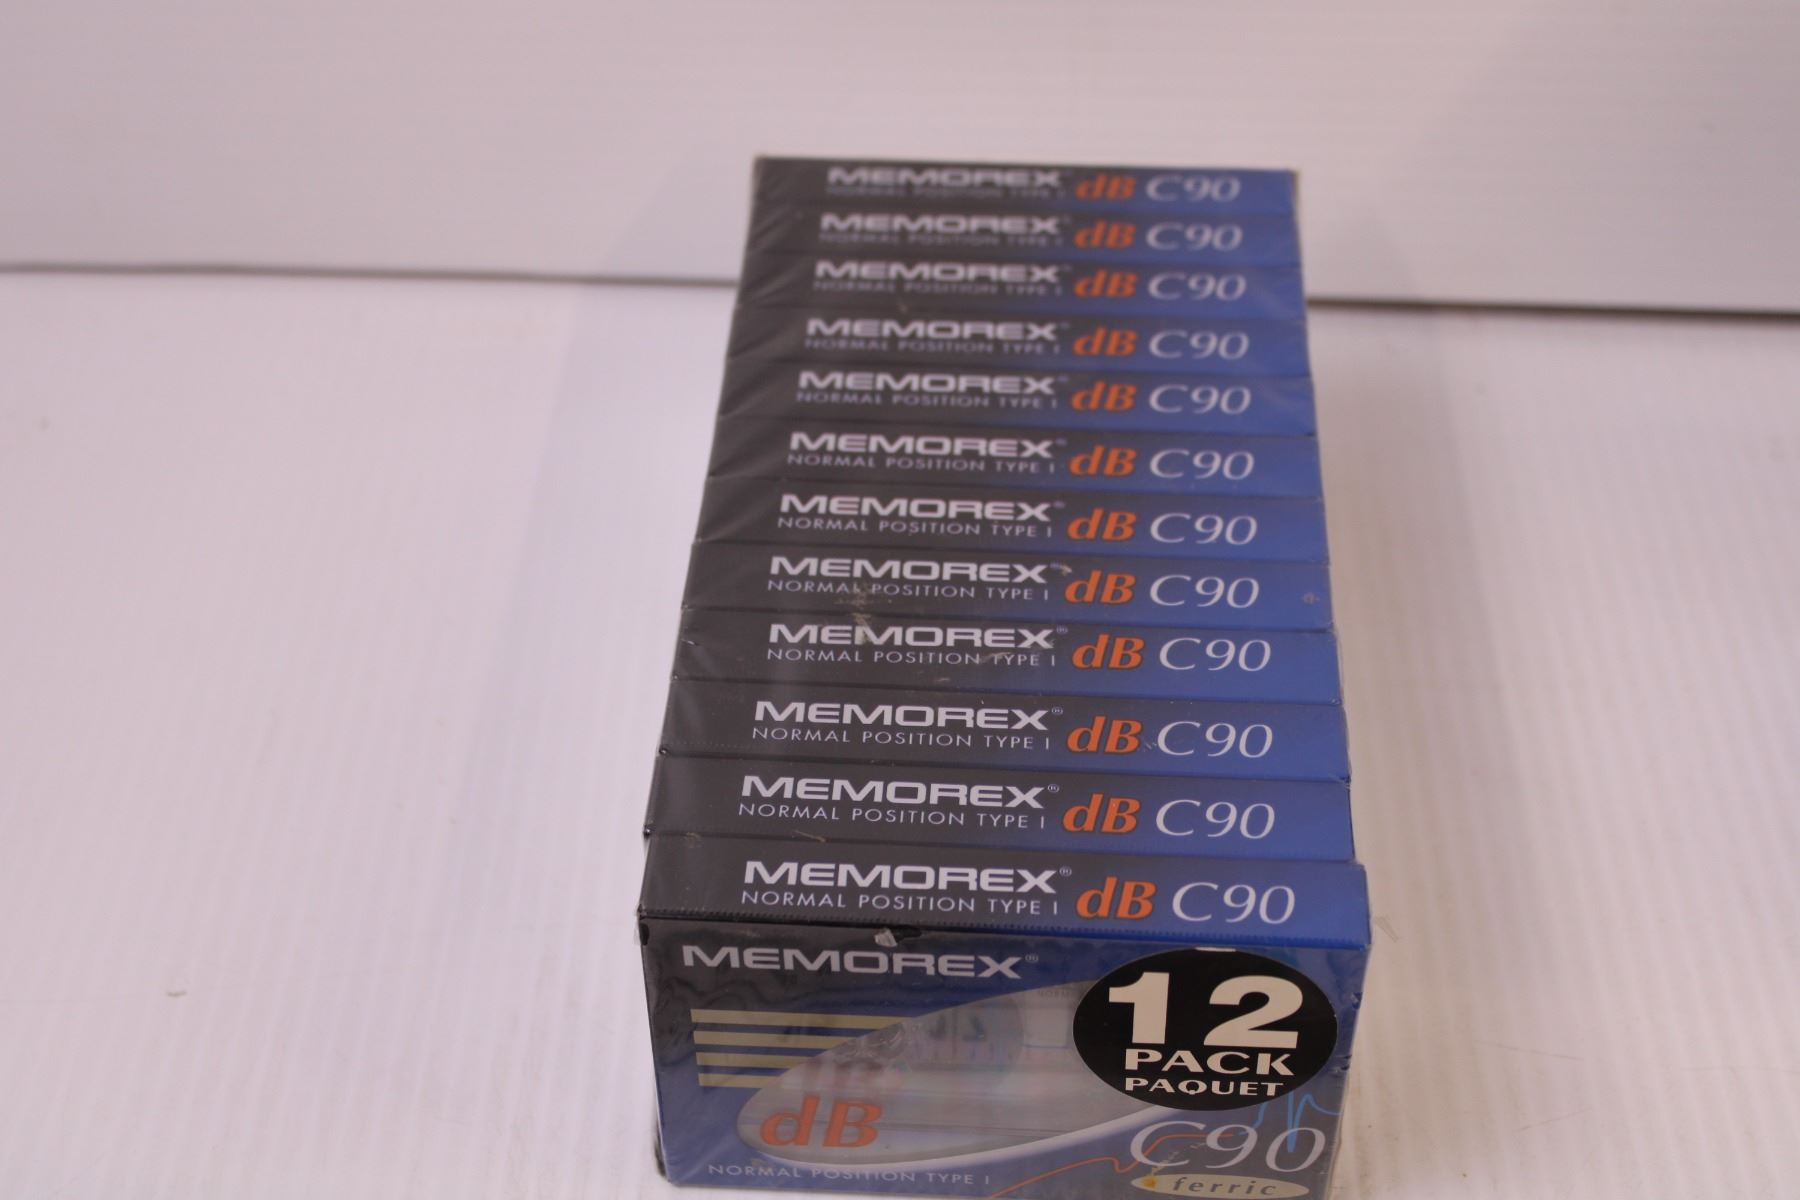 MEMOREX dB C90
NORMAL POSITION TYPE I
MEMOREX dB C90
NORMAL POSITION TYPE I
MEMOREX dB C90
NORMAL POSITION TYPE I
MEMOREX dB C90
NORMAL POSITION TYPE I
MEMOREX dB C90
NORMAL POSITION TYPE I
MEMOREX® dB C90
NORMAL POSITION TYPE I
MEMOREX® dB C90
NORMAL POSITION TYPE I
MEMOREX® dB C90
NORMAL POSITION TYPE I
MEMOREX® dB C90
NORMAL POSITION TYPE I
MEMOREX® dB C90
NORMAL POSITION TYPE I
MEMOREX® dB C90
NORMAL POSITION TYPE I
MEMOREX® dB C90
NORMAL POSITION TYPE I
MEMOREX®
12
PACK
PAQUET
dB
C90
NORMAL POSITION TYPE I
ferric